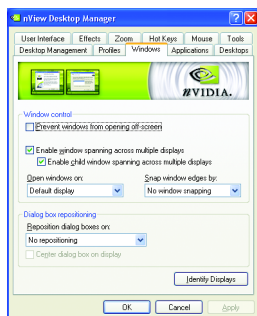 nView Desktop Manager
User Interface Effects Zoom Hot Keys Mouse Tools
Desktop Management Profiles Windows Applications Desktops
nVIDIA.
Window control
Prevent windows from opening off-screen
Enable window spanning across multiple displays
Enable child window spanning across multiple displays
Open windows on: Snap window edges by:
Default display No window snapping
Dialog box repositioning
Reposition dialog boxes on:
No repositioning
Center dialog box on display
Identify Displays
OK Cancel Apply